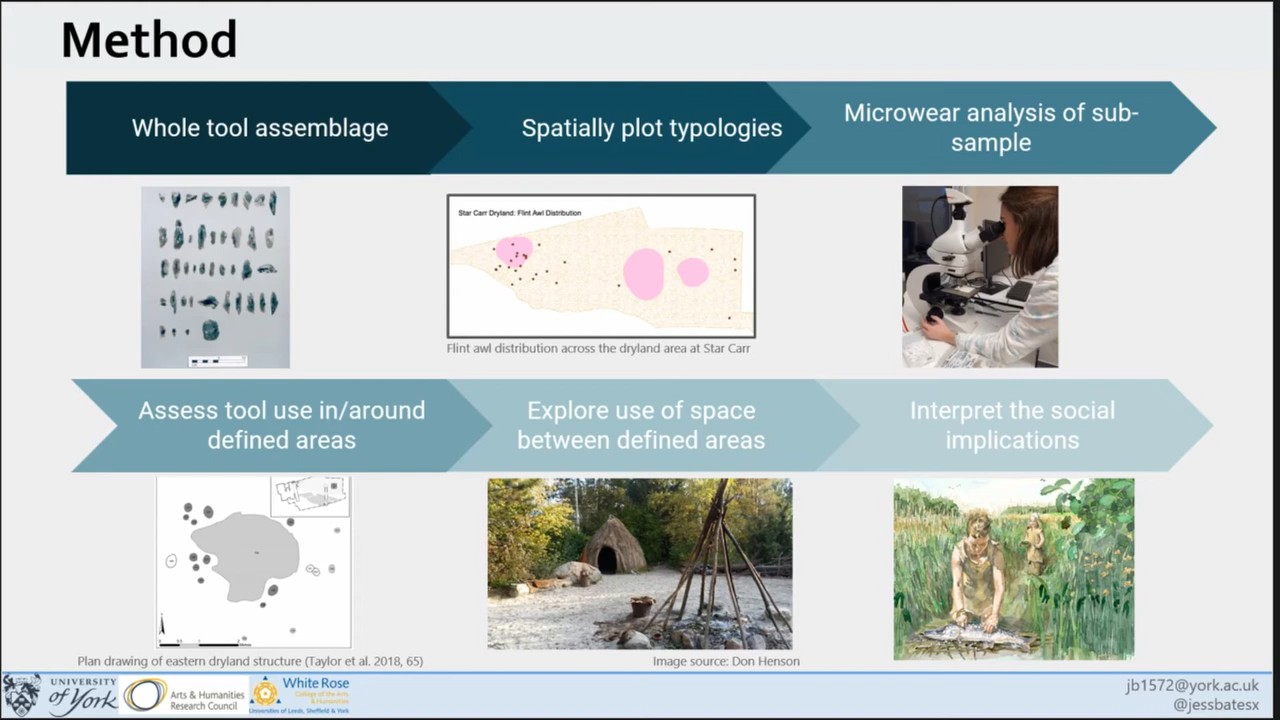 Method
Whole tool assemblage
Spatially plot typologies
Microwear analysis of sub-
sample
Star Carr Dryland: Flint Awl Distribution
Flint awl distribution across the dryland area at Star Carr
Assess tool use in/around
defined areas
Explore use of space
between defined areas
Interpret the social
implications
Plan drawing of eastern dryland structure (Taylor et al. 2018, 65)
Image source: Don Henson
UNIVERSITY
of York
Arts & Humanities
Research Council
White Rose
College of the Arts
& Humanities
Universities of Leeds, Sheffield & York
jb1572@york.ac.uk
@jessbatesx